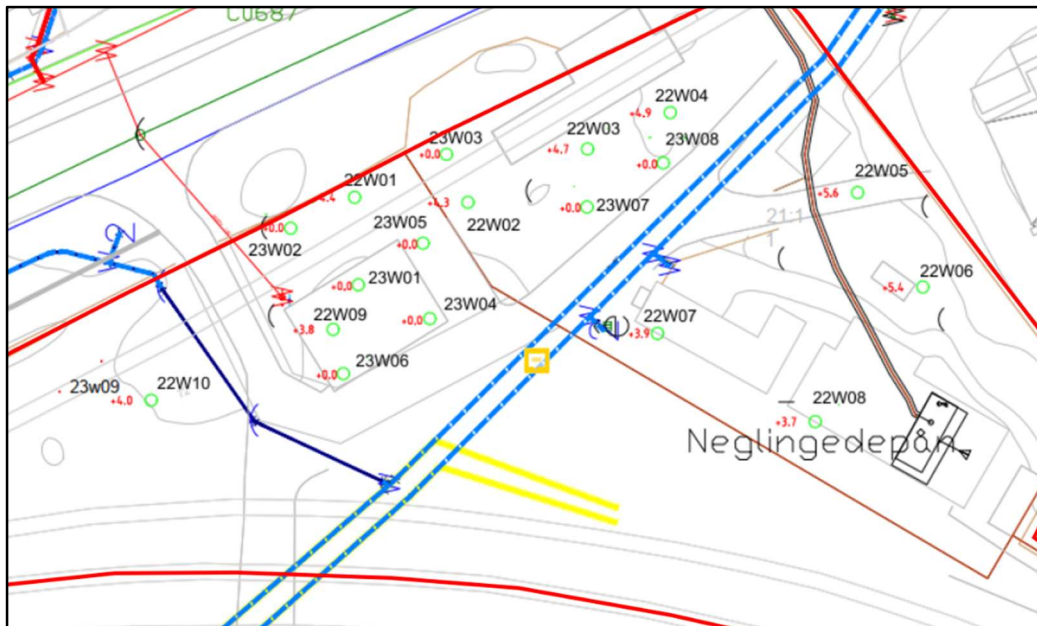 C0687
22W04
+4.9
23W03
+0.0
22W03
+4.7
23W08
+0.0
22W01
22W05
+5.6
+4.3
22W02
23W07
+0.0
21:1
23W05
+0.0
+0.0
23W02
23W01
+0.0
22W06
+5.4
22W09
+3.8
23W04
+0.0
22W07
+3.9
23W06
+0.0
23w09
22W10
+4.0
22W08
+3.7
Neglingedepån